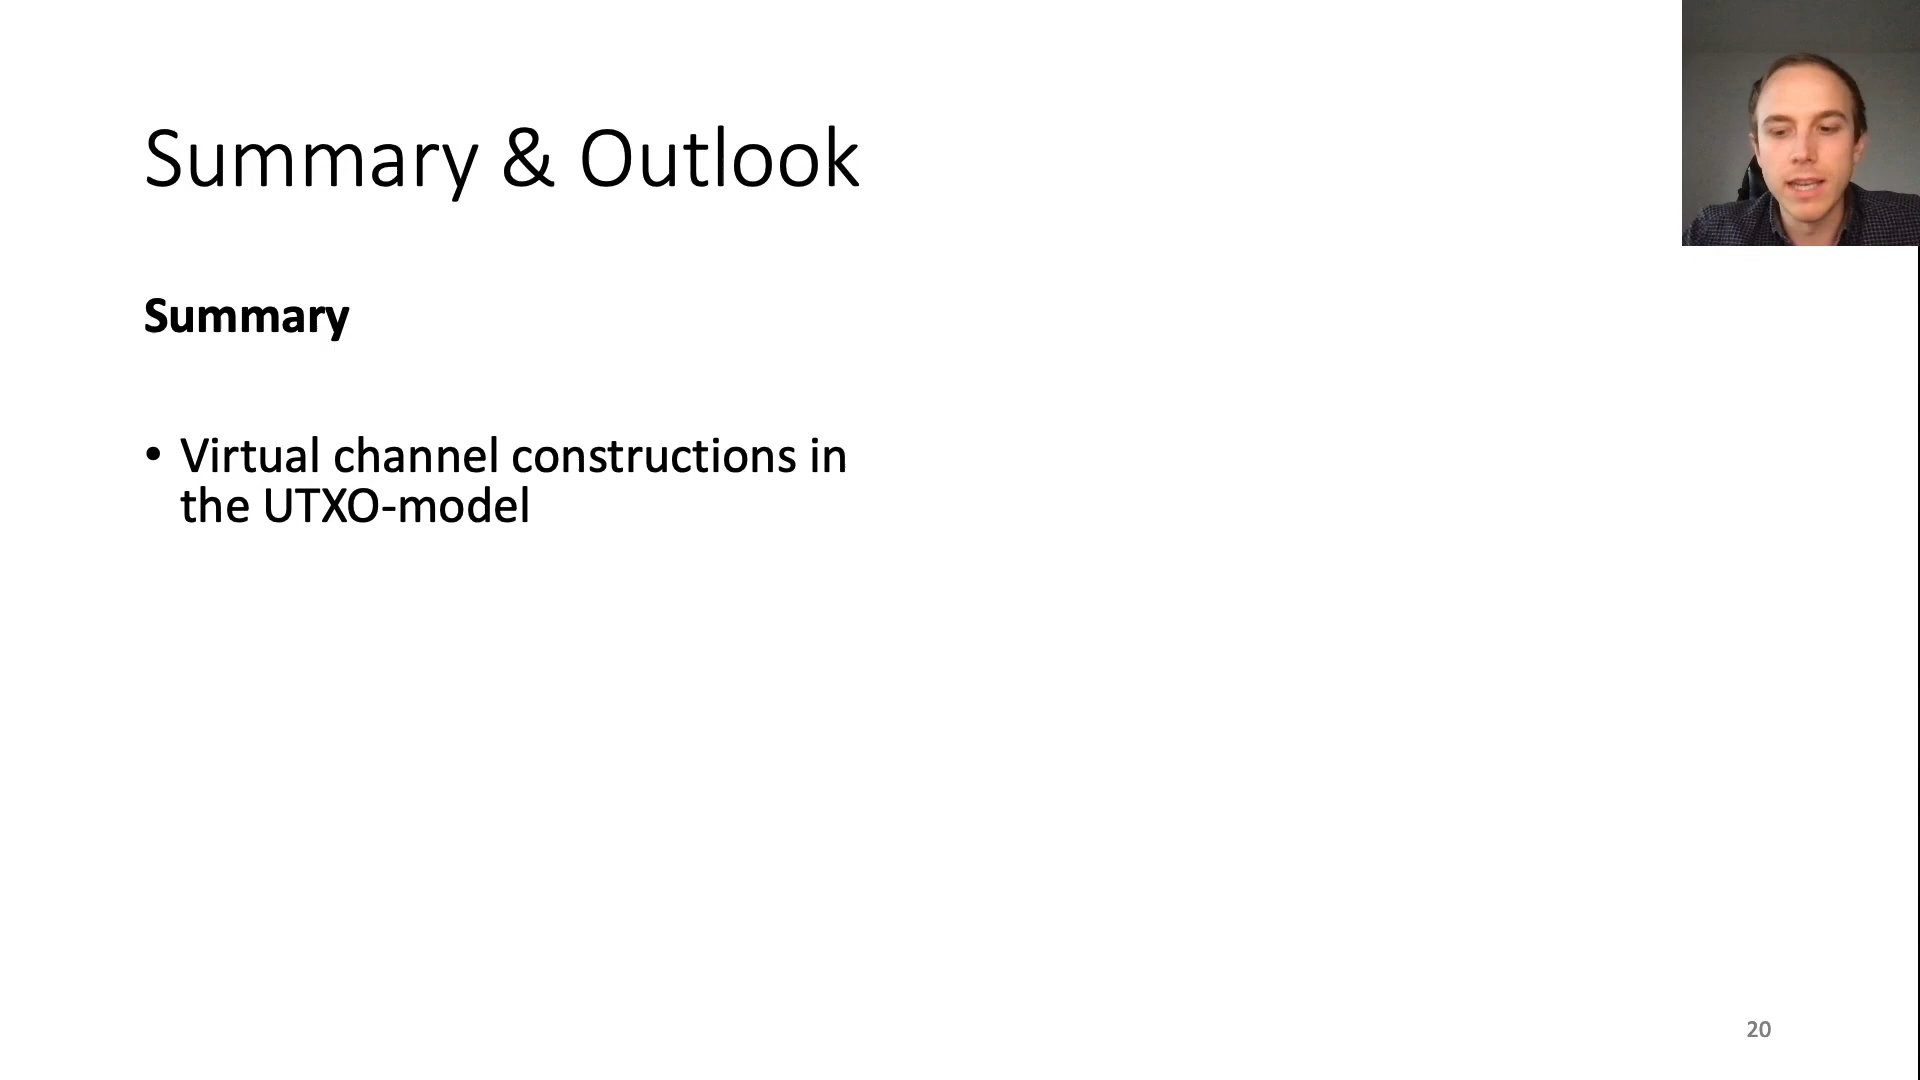 Summary & Outlook
Summary
• Virtual channel constructions in
the UTXO-model
20